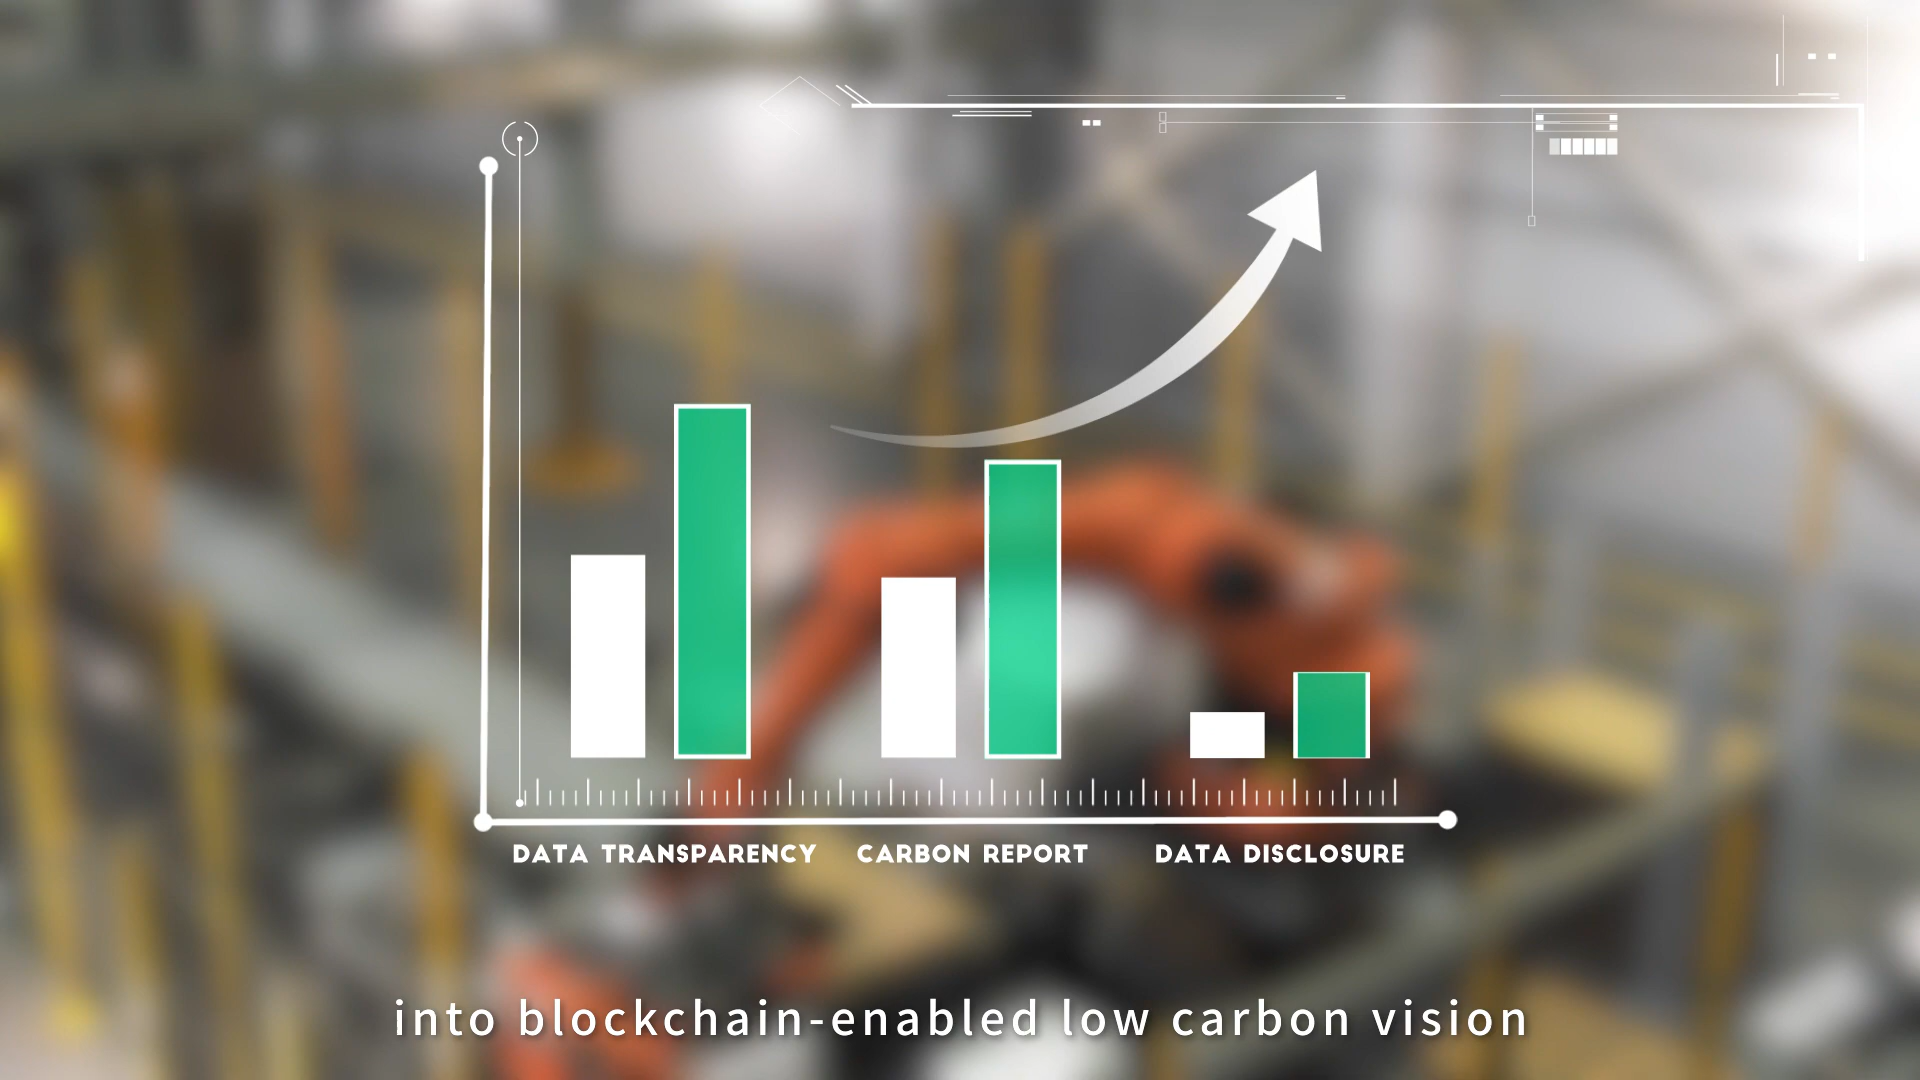 DATA TRANSPARENCY CARBON REPORT DATA DISCLOSURE
into blockchain-enabled low carbon vision